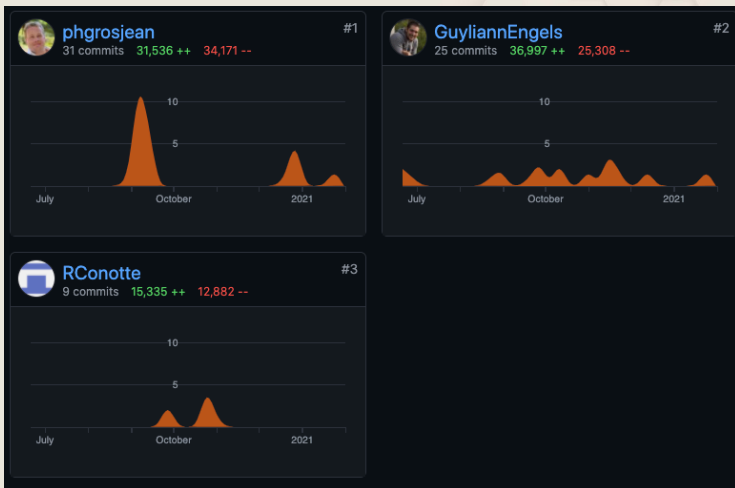 phgrosjean #1
31 commits 31,536 ++ 34,171 --
10
5
July October 2021
GuyliannEngels #2
25 commits 36,997 ++ 25,308 --
10
5
July October 2021
RConotte #3
9 commits 15,335 ++ 12,882 --
10
5
July October 2021